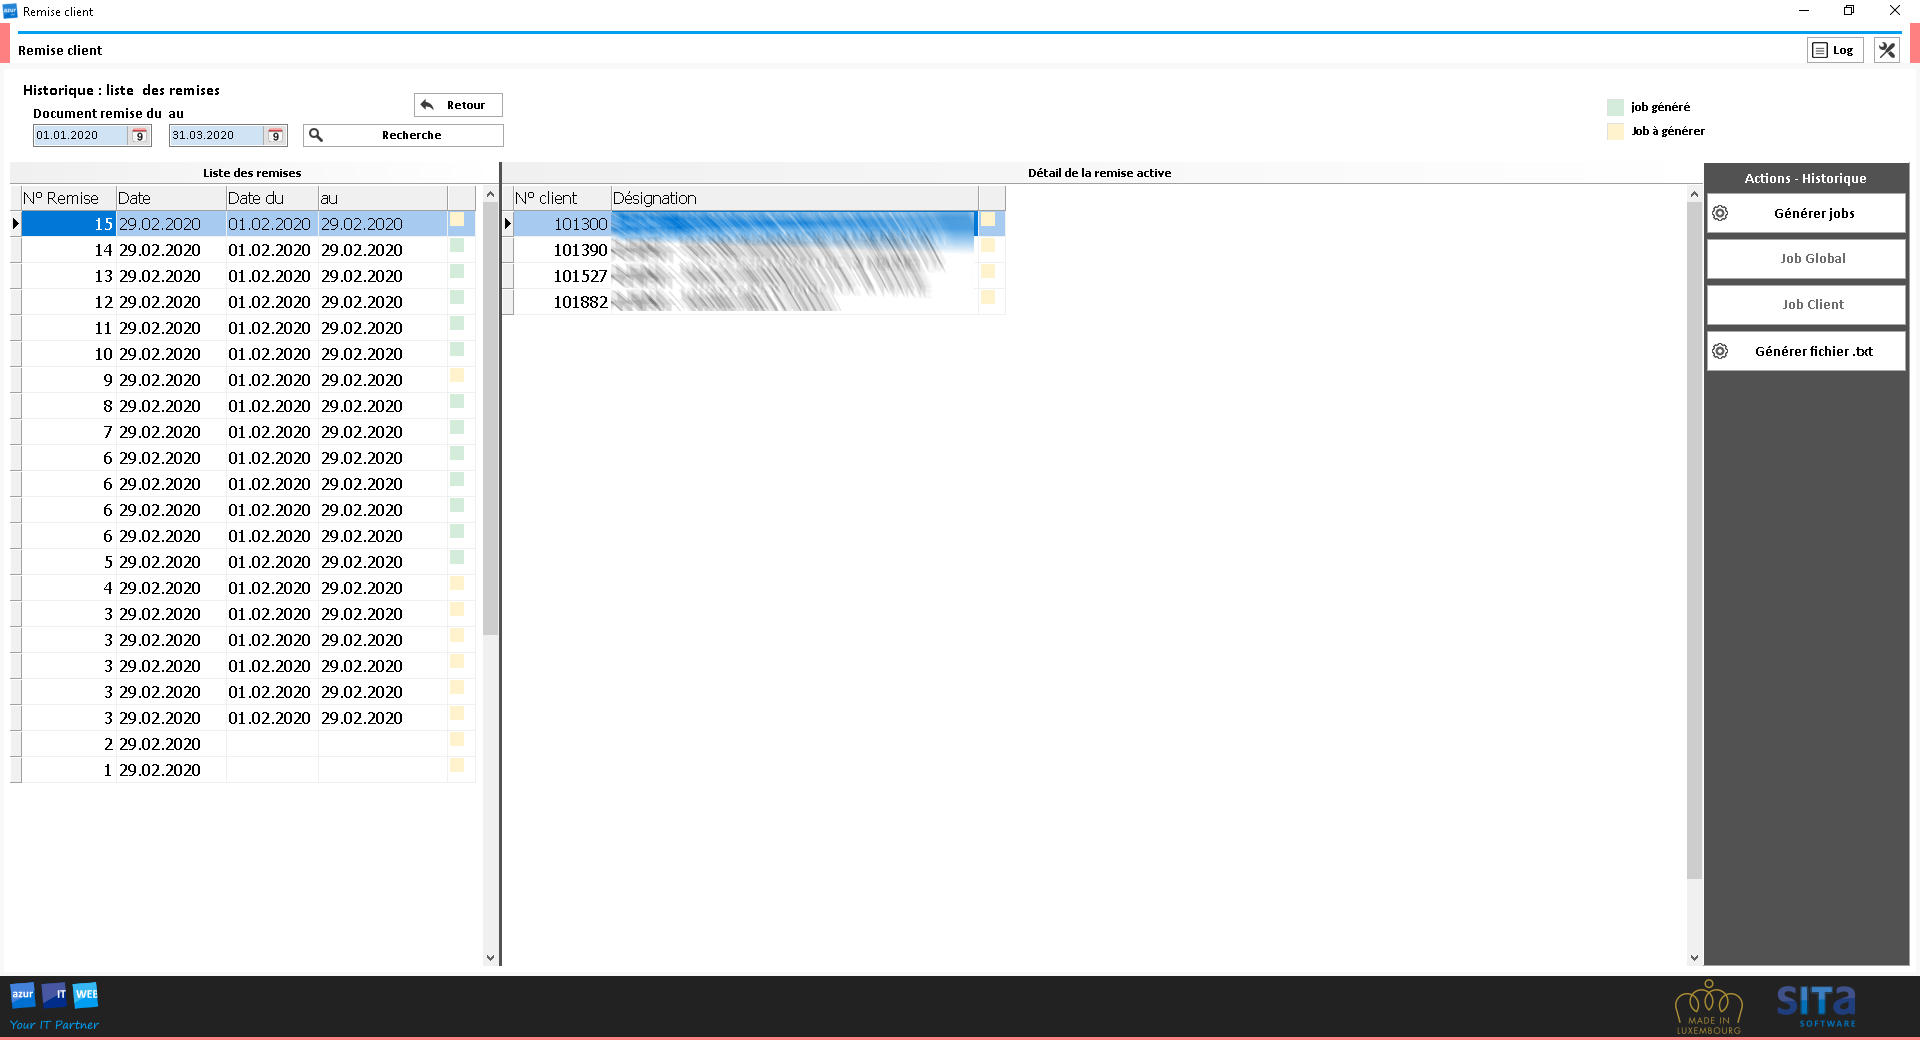 azur
Remise client
Remise client
Log
Historique : liste des remises
Retour
Document remise du au
01.01.2020 9 31.03.2020 9 Recherche
job généré
Job à générer
Liste des remises
Détail de la remise active
Actions - Historique
N° Remise Date Date du au
N° client Désignation
15 29.02.2020 01.02.2020 29.02.2020
14 29.02.2020 01.02.2020 29.02.2020
13 29.02.2020 01.02.2020 29.02.2020
12 29.02.2020 01.02.2020 29.02.2020
11 29.02.2020 01.02.2020 29.02.2020
10 29.02.2020 01.02.2020 29.02.2020
9 29.02.2020 01.02.2020 29.02.2020
8 29.02.2020 01.02.2020 29.02.2020
7 29.02.2020 01.02.2020 29.02.2020
6 29.02.2020 01.02.2020 29.02.2020
6 29.02.2020 01.02.2020 29.02.2020
6 29.02.2020 01.02.2020 29.02.2020
6 29.02.2020 01.02.2020 29.02.2020
5 29.02.2020 01.02.2020 29.02.2020
4 29.02.2020 01.02.2020 29.02.2020
3 29.02.2020 01.02.2020 29.02.2020
3 29.02.2020 01.02.2020 29.02.2020
3 29.02.2020 01.02.2020 29.02.2020
3 29.02.2020 01.02.2020 29.02.2020
3 29.02.2020 01.02.2020 29.02.2020
2 29.02.2020
1 29.02.2020
101300
101390
101527
101882
Générer jobs
Job Global
Job Client
Générer fichier .txt
azur IT WEB
Your IT Partner
MADE IN
LUXEMBOURG
SITA
SOFTWARE